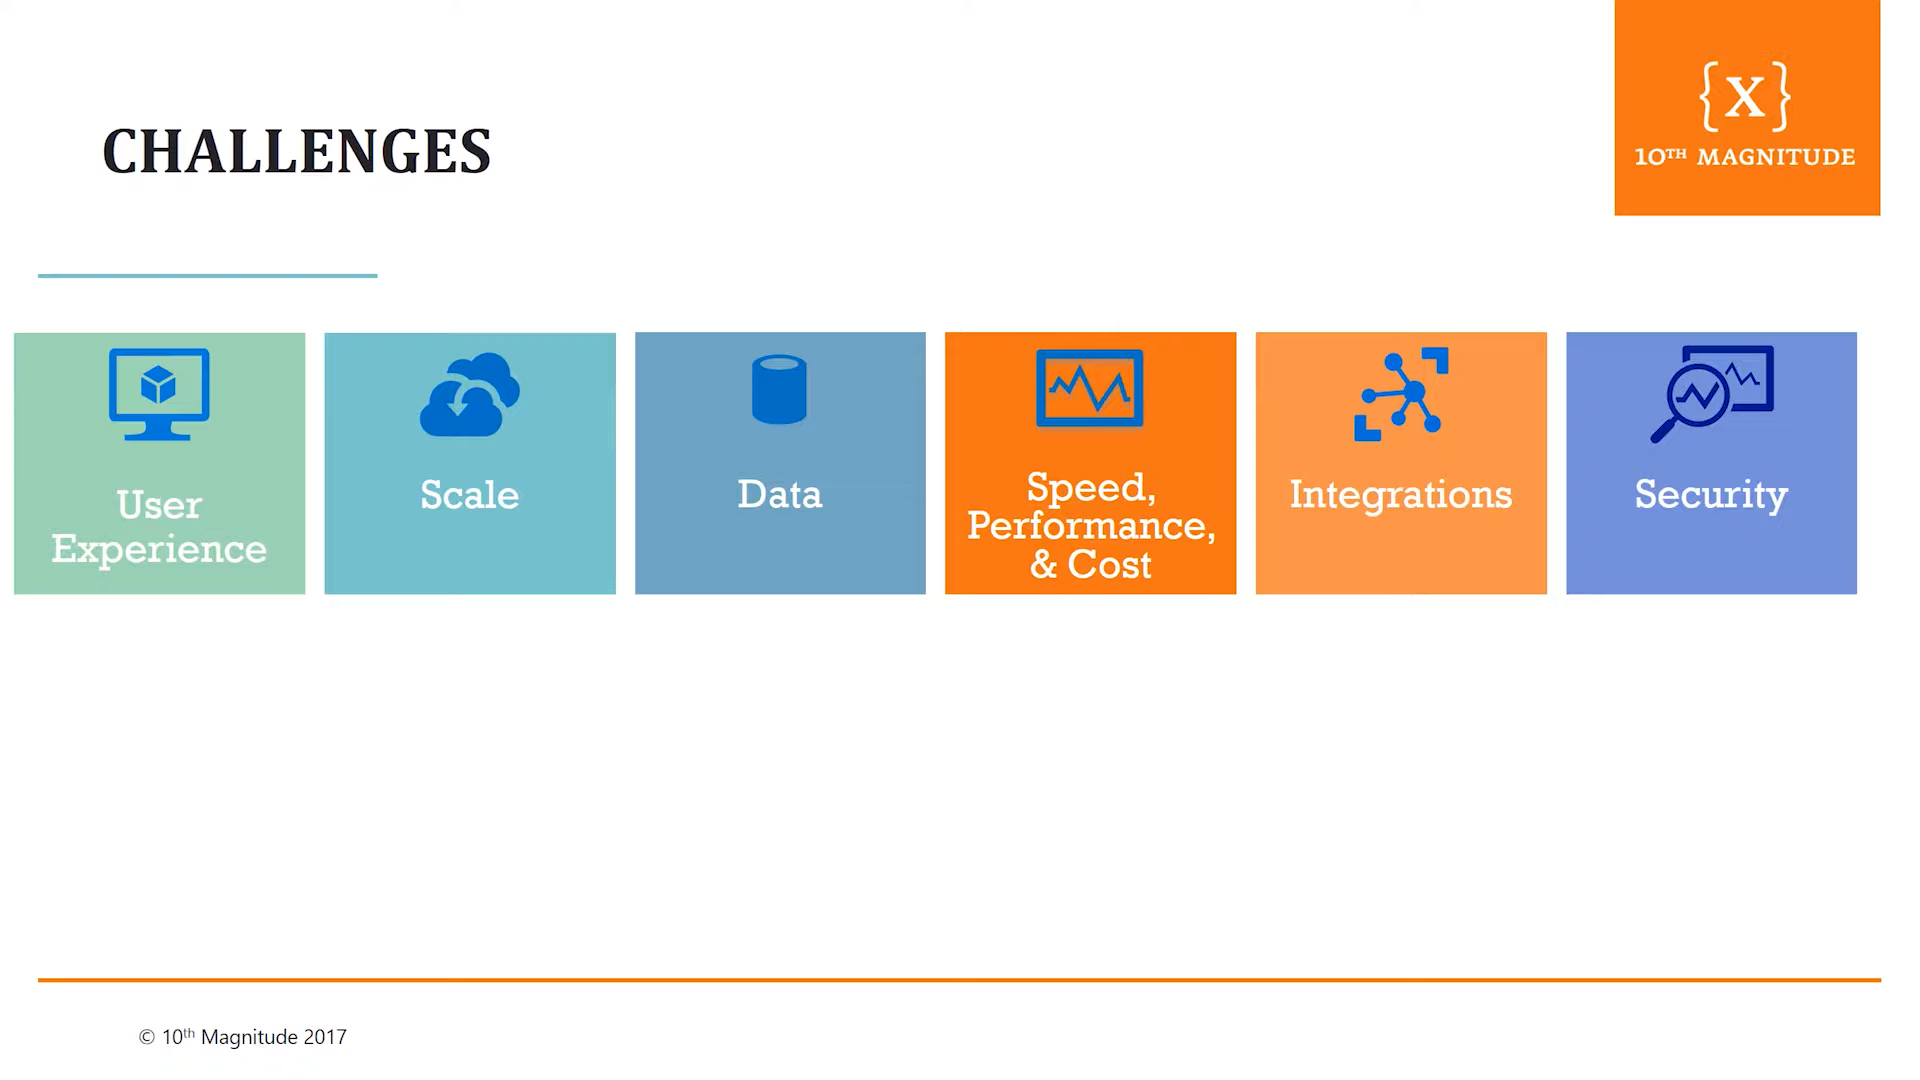 CHALLENGES
{X}
10TH MAGNITUDE
User
Experience
Scale
Data
Speed,
Performance,
& Cost
Integrations
Security
© 10th Magnitude 2017